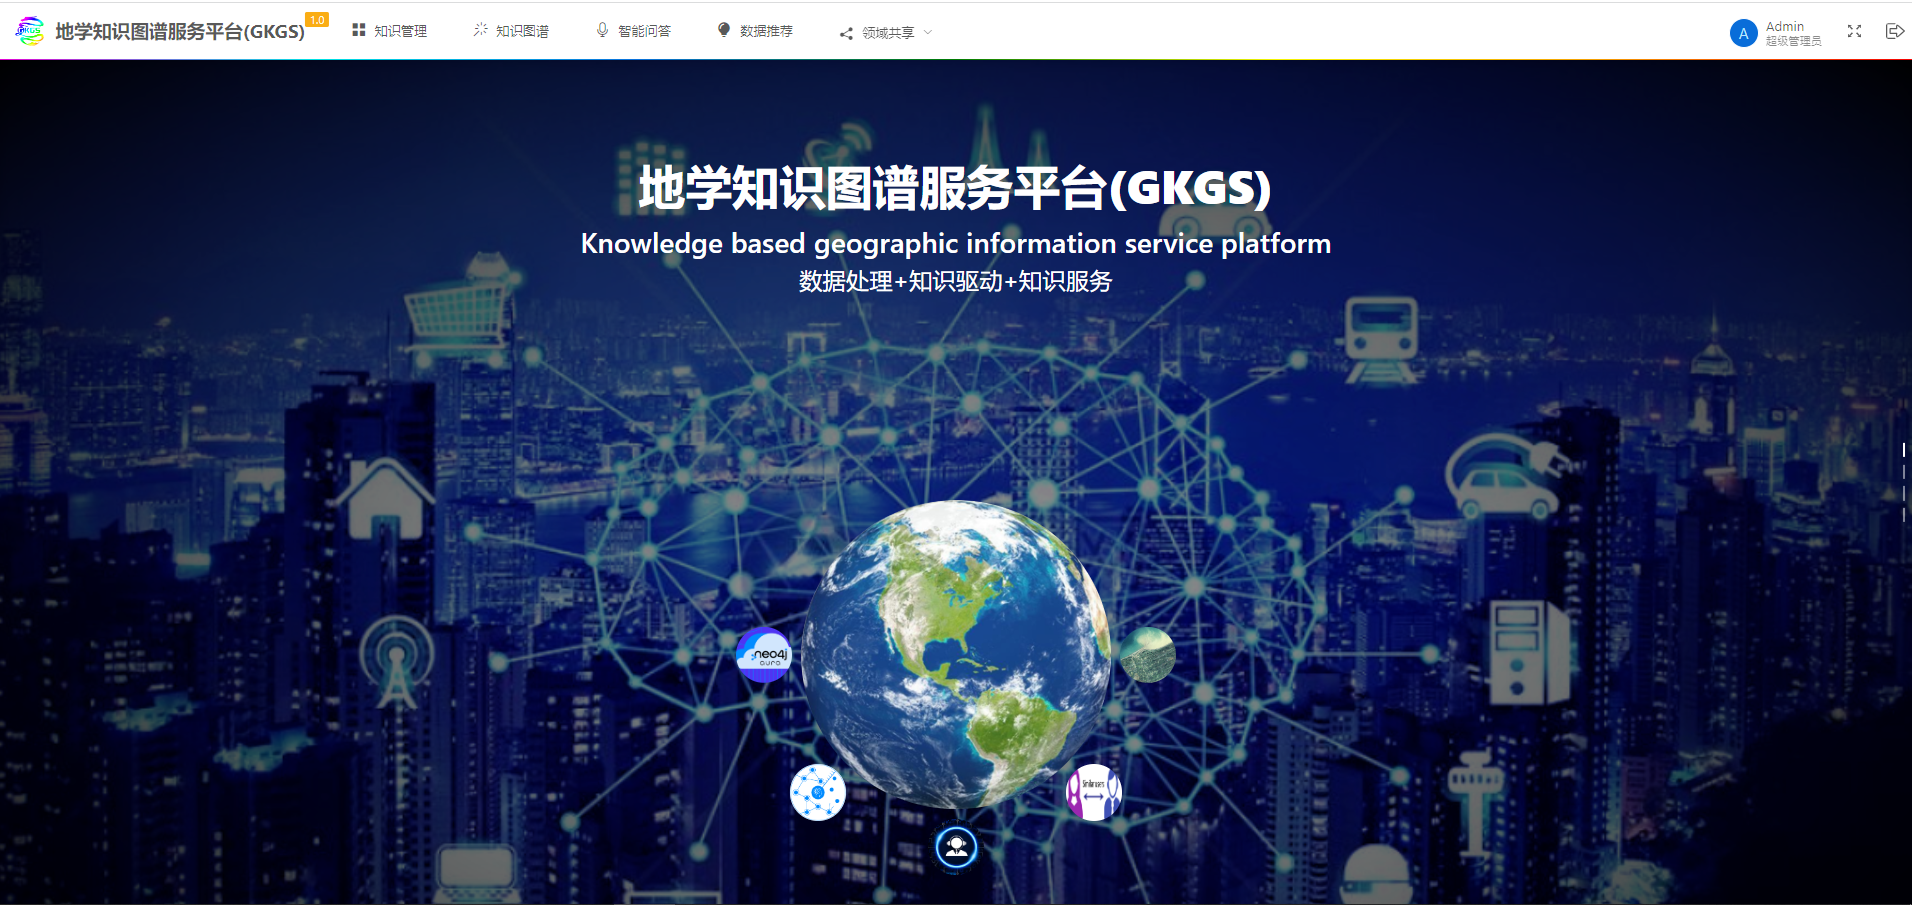 GKGS
地学知识图谱服务平台(GKGS)
1.0
知识管理
知识图谱
智能问答
数据推荐
领域共享
A
Admin
超级管理员
地学知识图谱服务平台(GKGS)
Knowledge based geographic information service platform
数据处理+知识驱动+知识服务
neo4j
aura
Similarusers